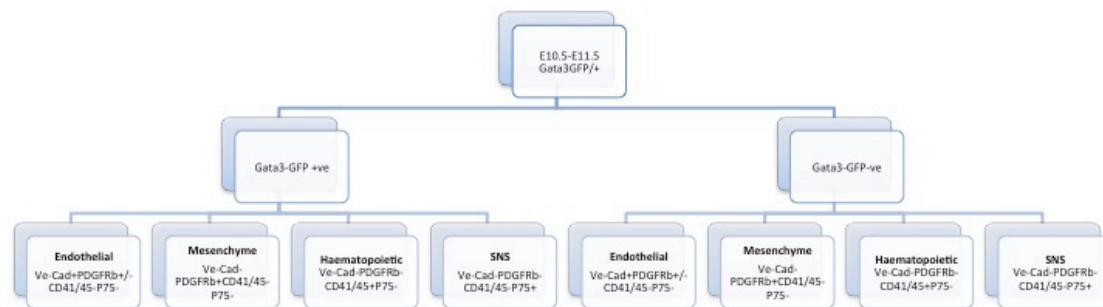 E10.5-E11.5
Gata3GFP/+
Gata3-GFP +ve
Gata3-GFP-ve
Endothelial
Ve-Cad+PDGFRb+/-
CD41/45-P75-
Mesenchyme
Ve-Cad-
PDGFRb+CD41/45-
P75-
Haematopoietic
Ve-Cad-PDGFRb-
CD41/45+P75-
SNS
Ve-Cad-PDGFRb-
CD41/45-P75+
Endothelial
Ve-Cad+PDGFRb+/-
CD41/45-P75-
Mesenchyme
Ve-Cad-
PDGFRb+CD41/45-
P75-
Haematopoietic
Ve-Cad-PDGFRb-
CD41/45+P75-
SNS
Ve-Cad-PDGFRb-
CD41/45-P75+